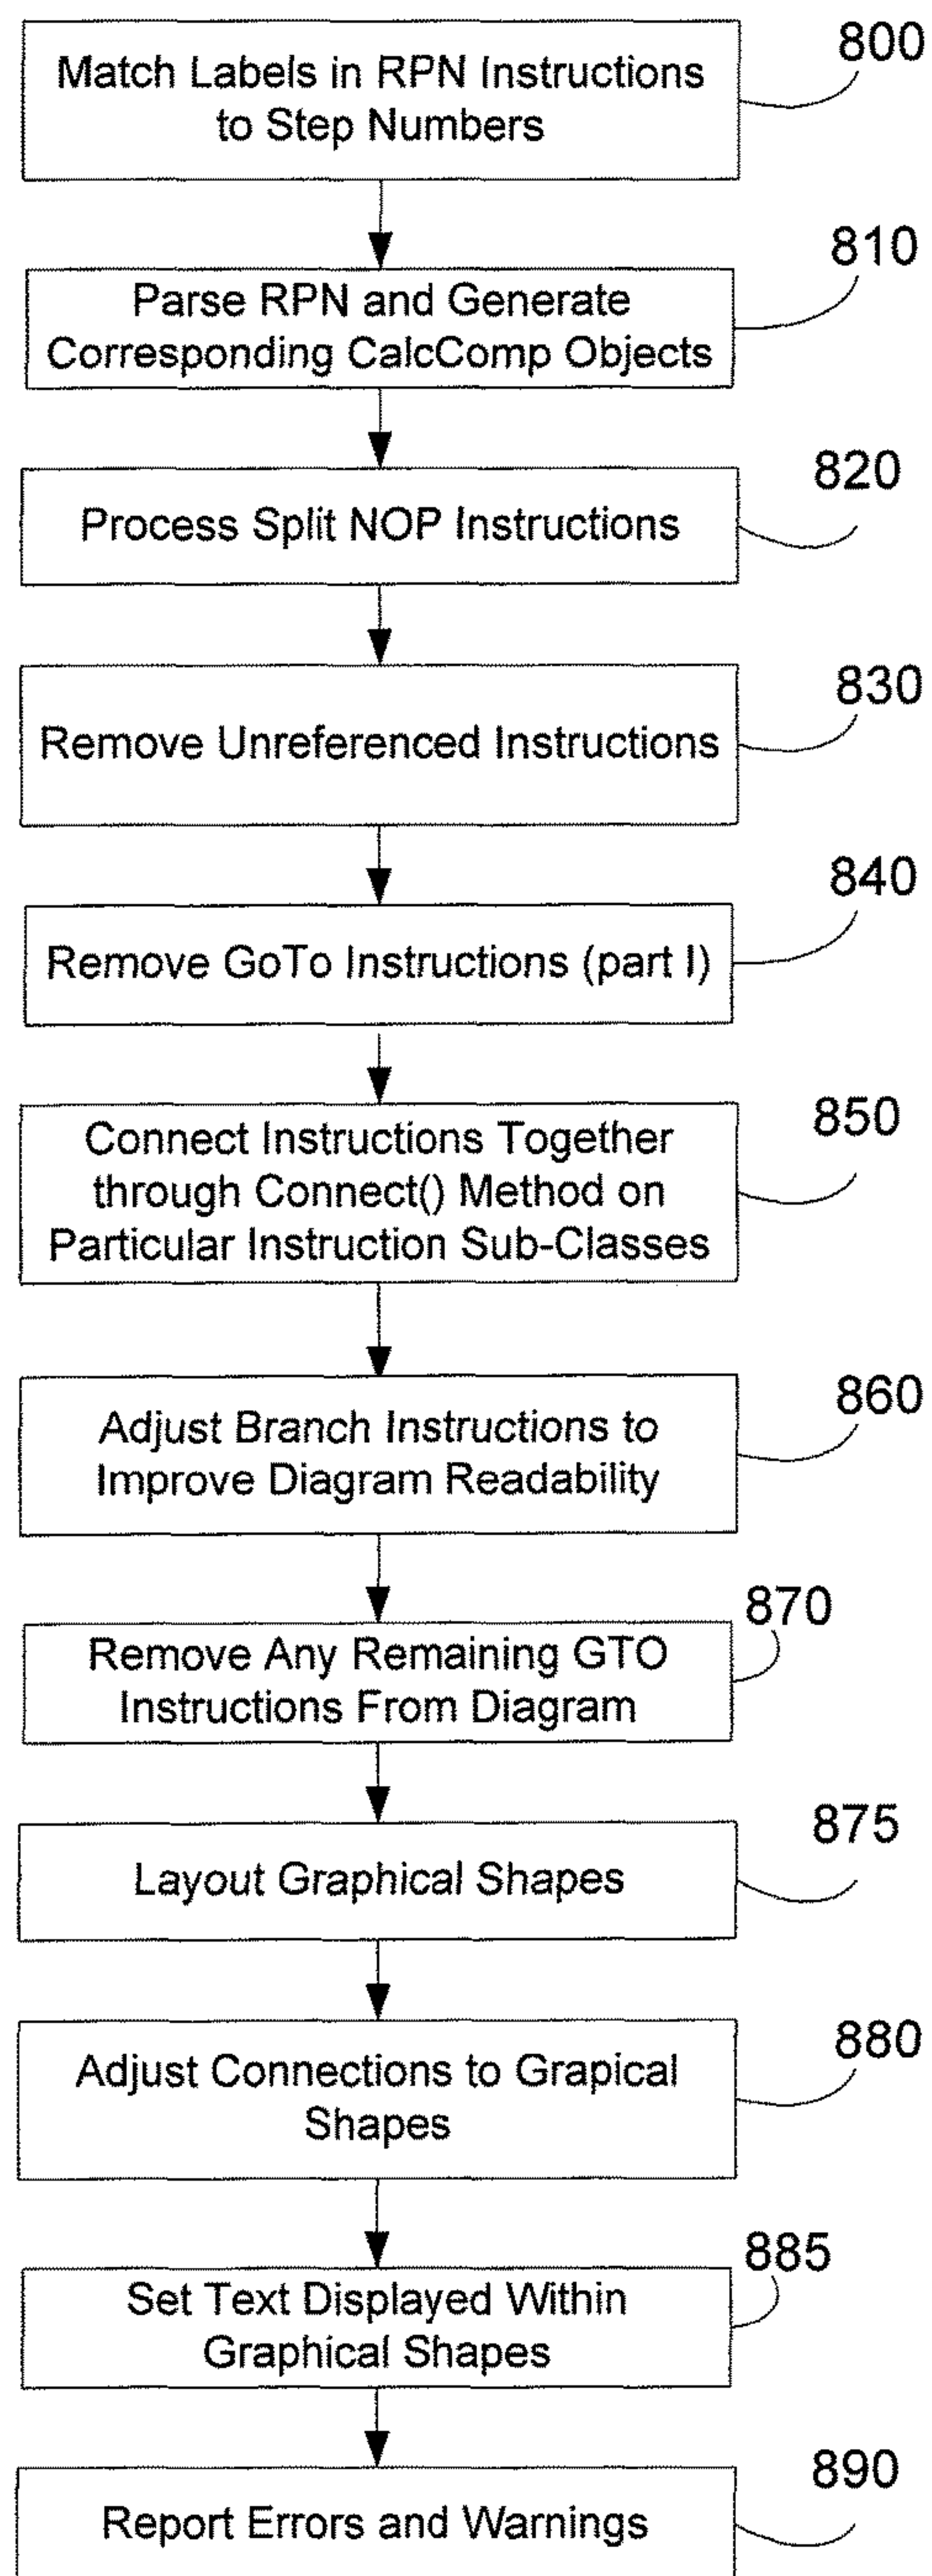 800
Match Labels in RPN Instructions
to Step Numbers
810
Parse RPN and Generate
Corresponding CalcComp Objects
820
Process Split NOP Instructions
830
Remove Unreferenced Instructions
840
Remove GoTo Instructions (part I)
850
Connect Instructions Together
through Connect() Method on
Particular Instruction Sub-Classes
860
Adjust Branch Instructions to
Improve Diagram Readability
870
Remove Any Remaining GTO
Instructions From Diagram
875
Layout Graphical Shapes
880
Adjust Connections to Grapical
Shapes
885
Set Text Displayed Within
Graphical Shapes
890
Report Errors and Warnings